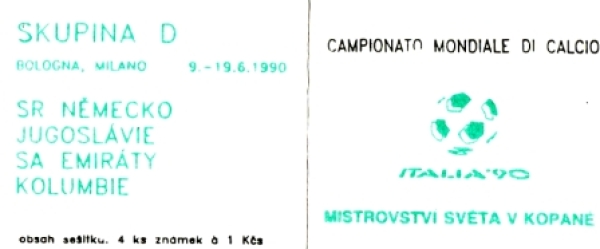 SKUPINA D
BOLOGNA, MILANO 9.-19.6.1990
SR NĚMECKO
JUGOSLÁVIE
SA EMIRÁTY
KOLUMBIE
obsah sešitku. 4 ks známek à 1 Kčs
CAMPIONATO MONDIALE DI CALCIO
ITALIA'90
MISTROVSTVÍ SVĚTA V KOPANÉ